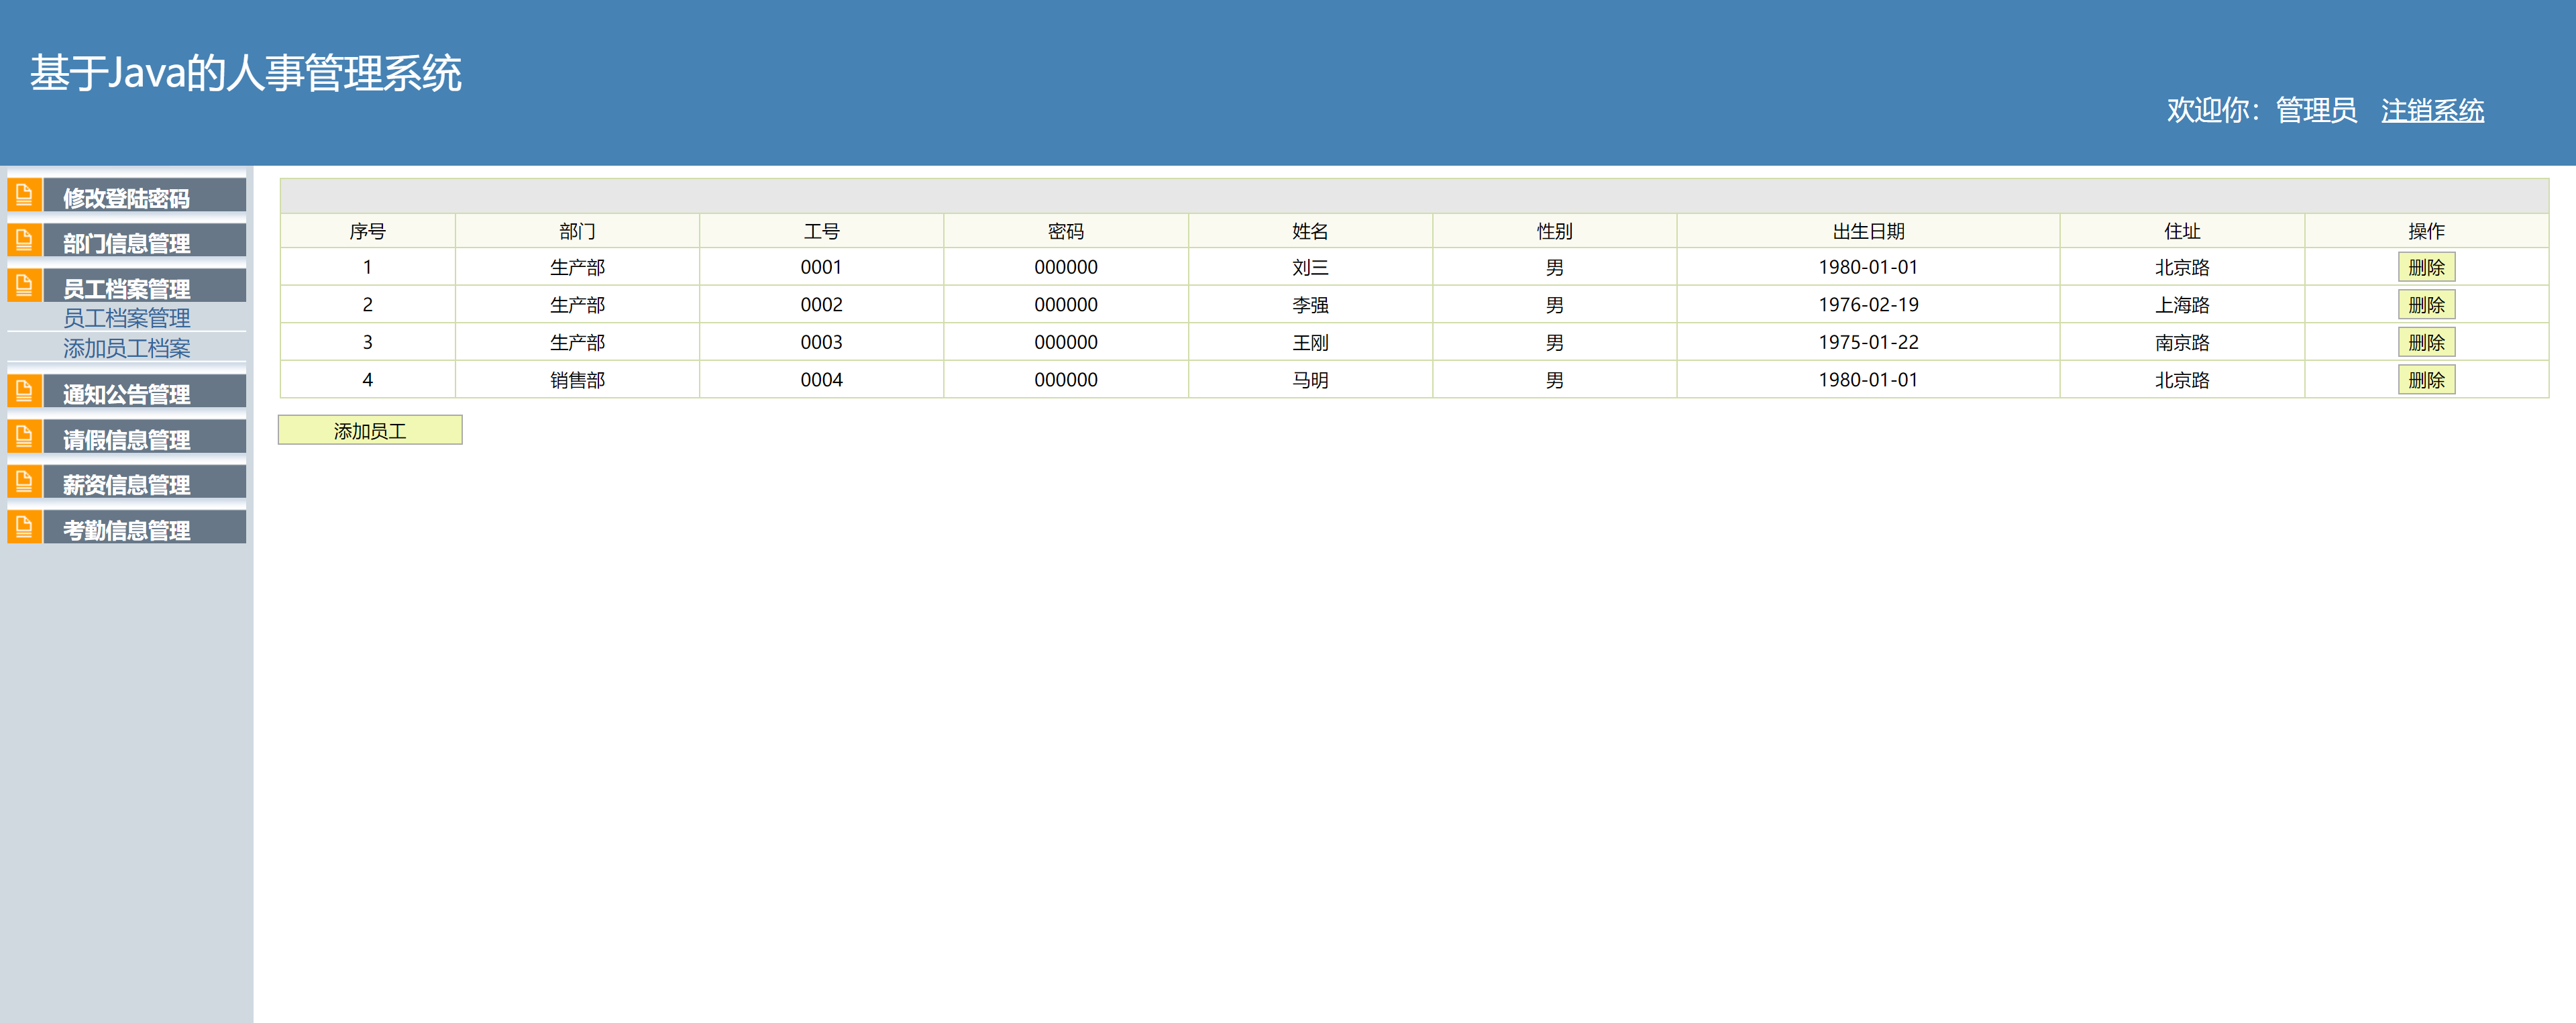 基于Java的人事管理系统
欢迎你：管理员 注销系统
修改登陆密码
部门信息管理
员工档案管理
员工档案管理
添加员工档案
通知公告管理
请假信息管理
薪资信息管理
考勤信息管理
序号 部门 工号 密码 姓名 性别 出生日期 住址 操作
1 生产部 0001 000000 刘三 男 1980-01-01 北京路 删除
2 生产部 0002 000000 李强 男 1976-02-19 上海路 删除
3 生产部 0003 000000 王刚 男 1975-01-22 南京路 删除
4 销售部 0004 000000 马明 男 1980-01-01 北京路 删除
添加员工